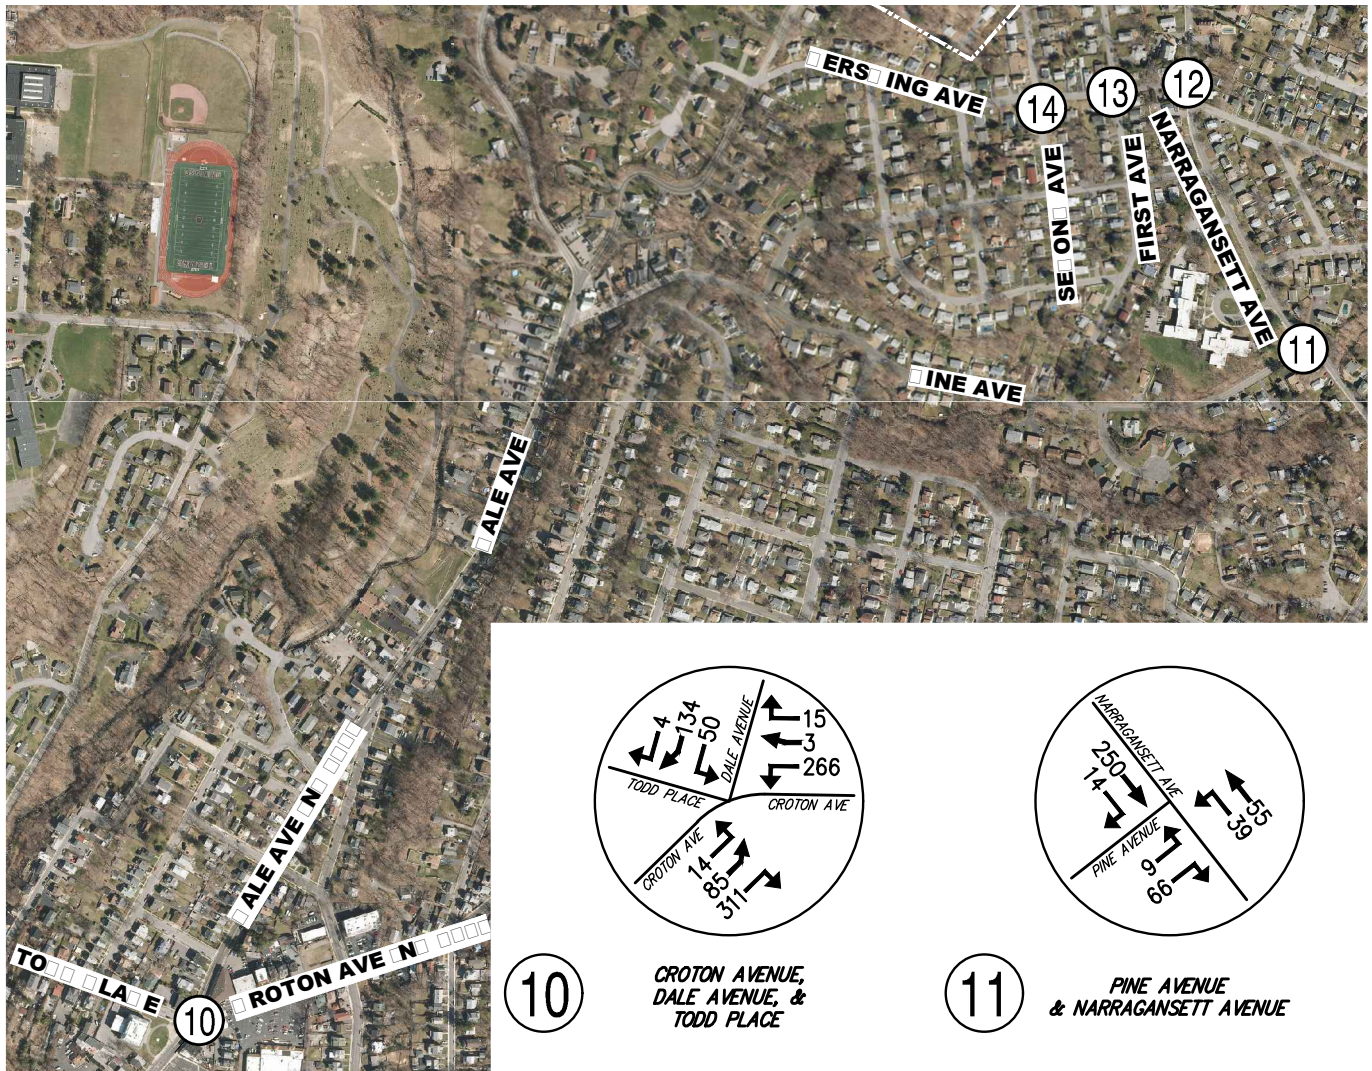 □ERS□ING AVE
14
13
12
SE□ON□ AVE
FIRST AVE
NARRAGANSETT AVE
11
□INE AVE
□ALE AVE
□ALE AVE□N□□□□□
TO□□ □LA□E
10
□ROTON AVE□N□□□□□
4
134
50
DALE AVENUE
15
3
266
TODD PLACE
CROTON AVE
CROTON AVE
14
85
311
NARRAGANSETT AVE
250
14
55
39
PINE AVENUE
9
66
10
CROTON AVENUE,
DALE AVENUE, &
TODD PLACE
11
PINE AVENUE
& NARRAGANSETT AVENUE